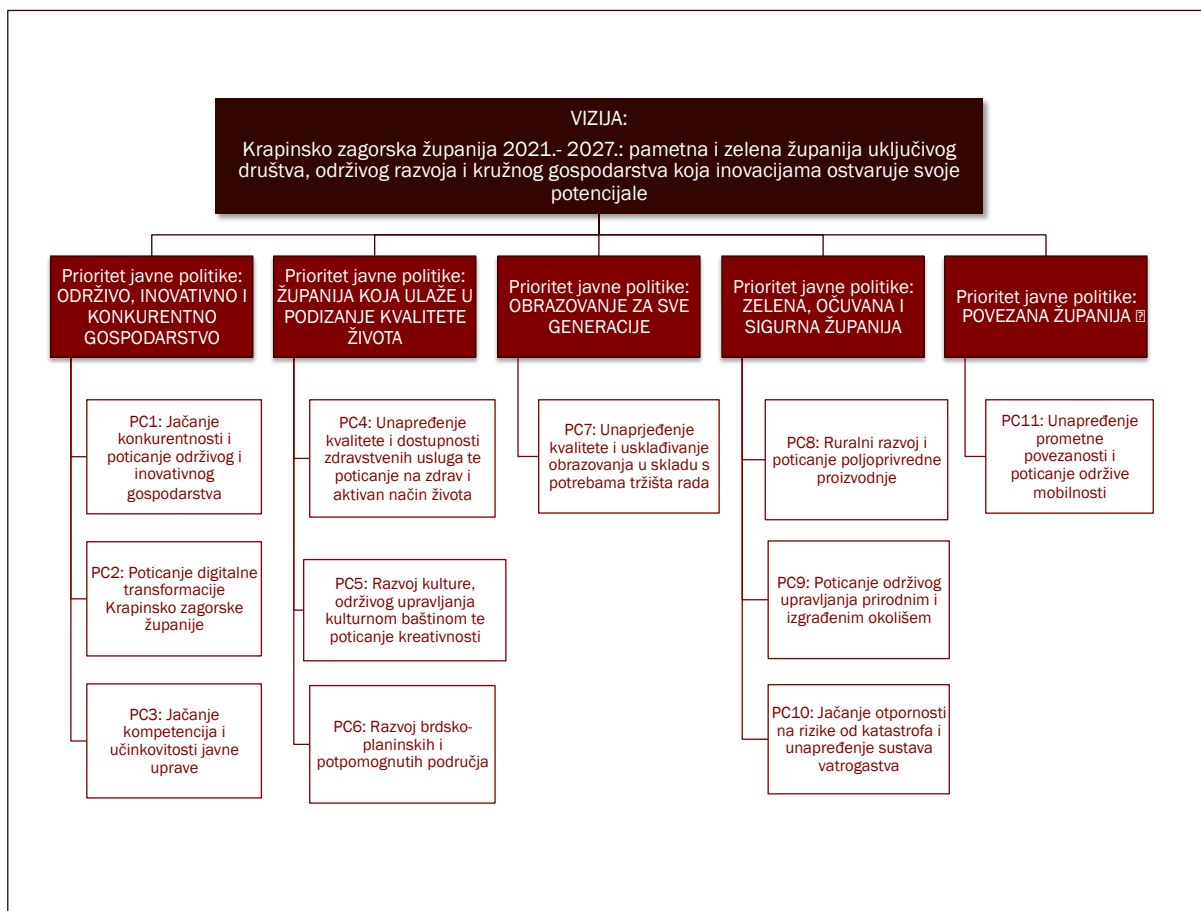 VIZIJA:
Krapinsko zagorska županija 2021.- 2027.: pametna i zelena županija uključivog
društva, održivog razvoja i kružnog gospodarstva koja inovacijama ostvaruje svoje
potencijale
Prioritet javne politike:
ODRŽIVO, INOVATIVNO I
KONKURENTNO
GOSPODARSTVO
PC1: Jačanje
konkurentnosti i
poticanje održivog i
inovativnog
gospodarstva
PC2: Poticanje digitalne
transformacije
Krapinsko zagorske
županije
PC3: Jačanje
kompetencija i
učinkovitosti javne
uprave
Prioritet javne politike:
ŽUPANIJA KOJA ULAŽE U
PODIZANJE KVALITETE
ŽIVOTA
PC4: Unapređenje
kvalitete i dostupnosti
zdravstvenih usluga te
poticanje na zdrav i
aktivan način života
PC5: Razvoj kulture,
održivog upravljanja
kulturnom baštinom te
poticanje kreativnosti
PC6: Razvoj brdsko-
planinskih i
potpomognutih područja
Prioritet javne politike:
OBRAZOVANJE ZA SVE
GENERACIJE
PC7: Unaprjeđenje
kvalitete i usklađivanje
obrazovanja u skladu s
potrebama tržišta rada
Prioritet javne politike:
ZELENA, OČUVANA I
SIGURNA ŽUPANIJA
PC8: Ruralni razvoj i
poticanje poljoprivredne
proizvodnje
PC9: Poticanje održivog
upravljanja prirodnim i
izgrađenim okolišem
PC10: Jačanje otpornosti
na rizike od katastrofa i
unapređenje sustava
vatrogastva
Prioritet javne politike:
POVEZANA ŽUPANIJA
PC11: Unapređenje
prometne
povezanosti i
poticanje održive
mobilnosti